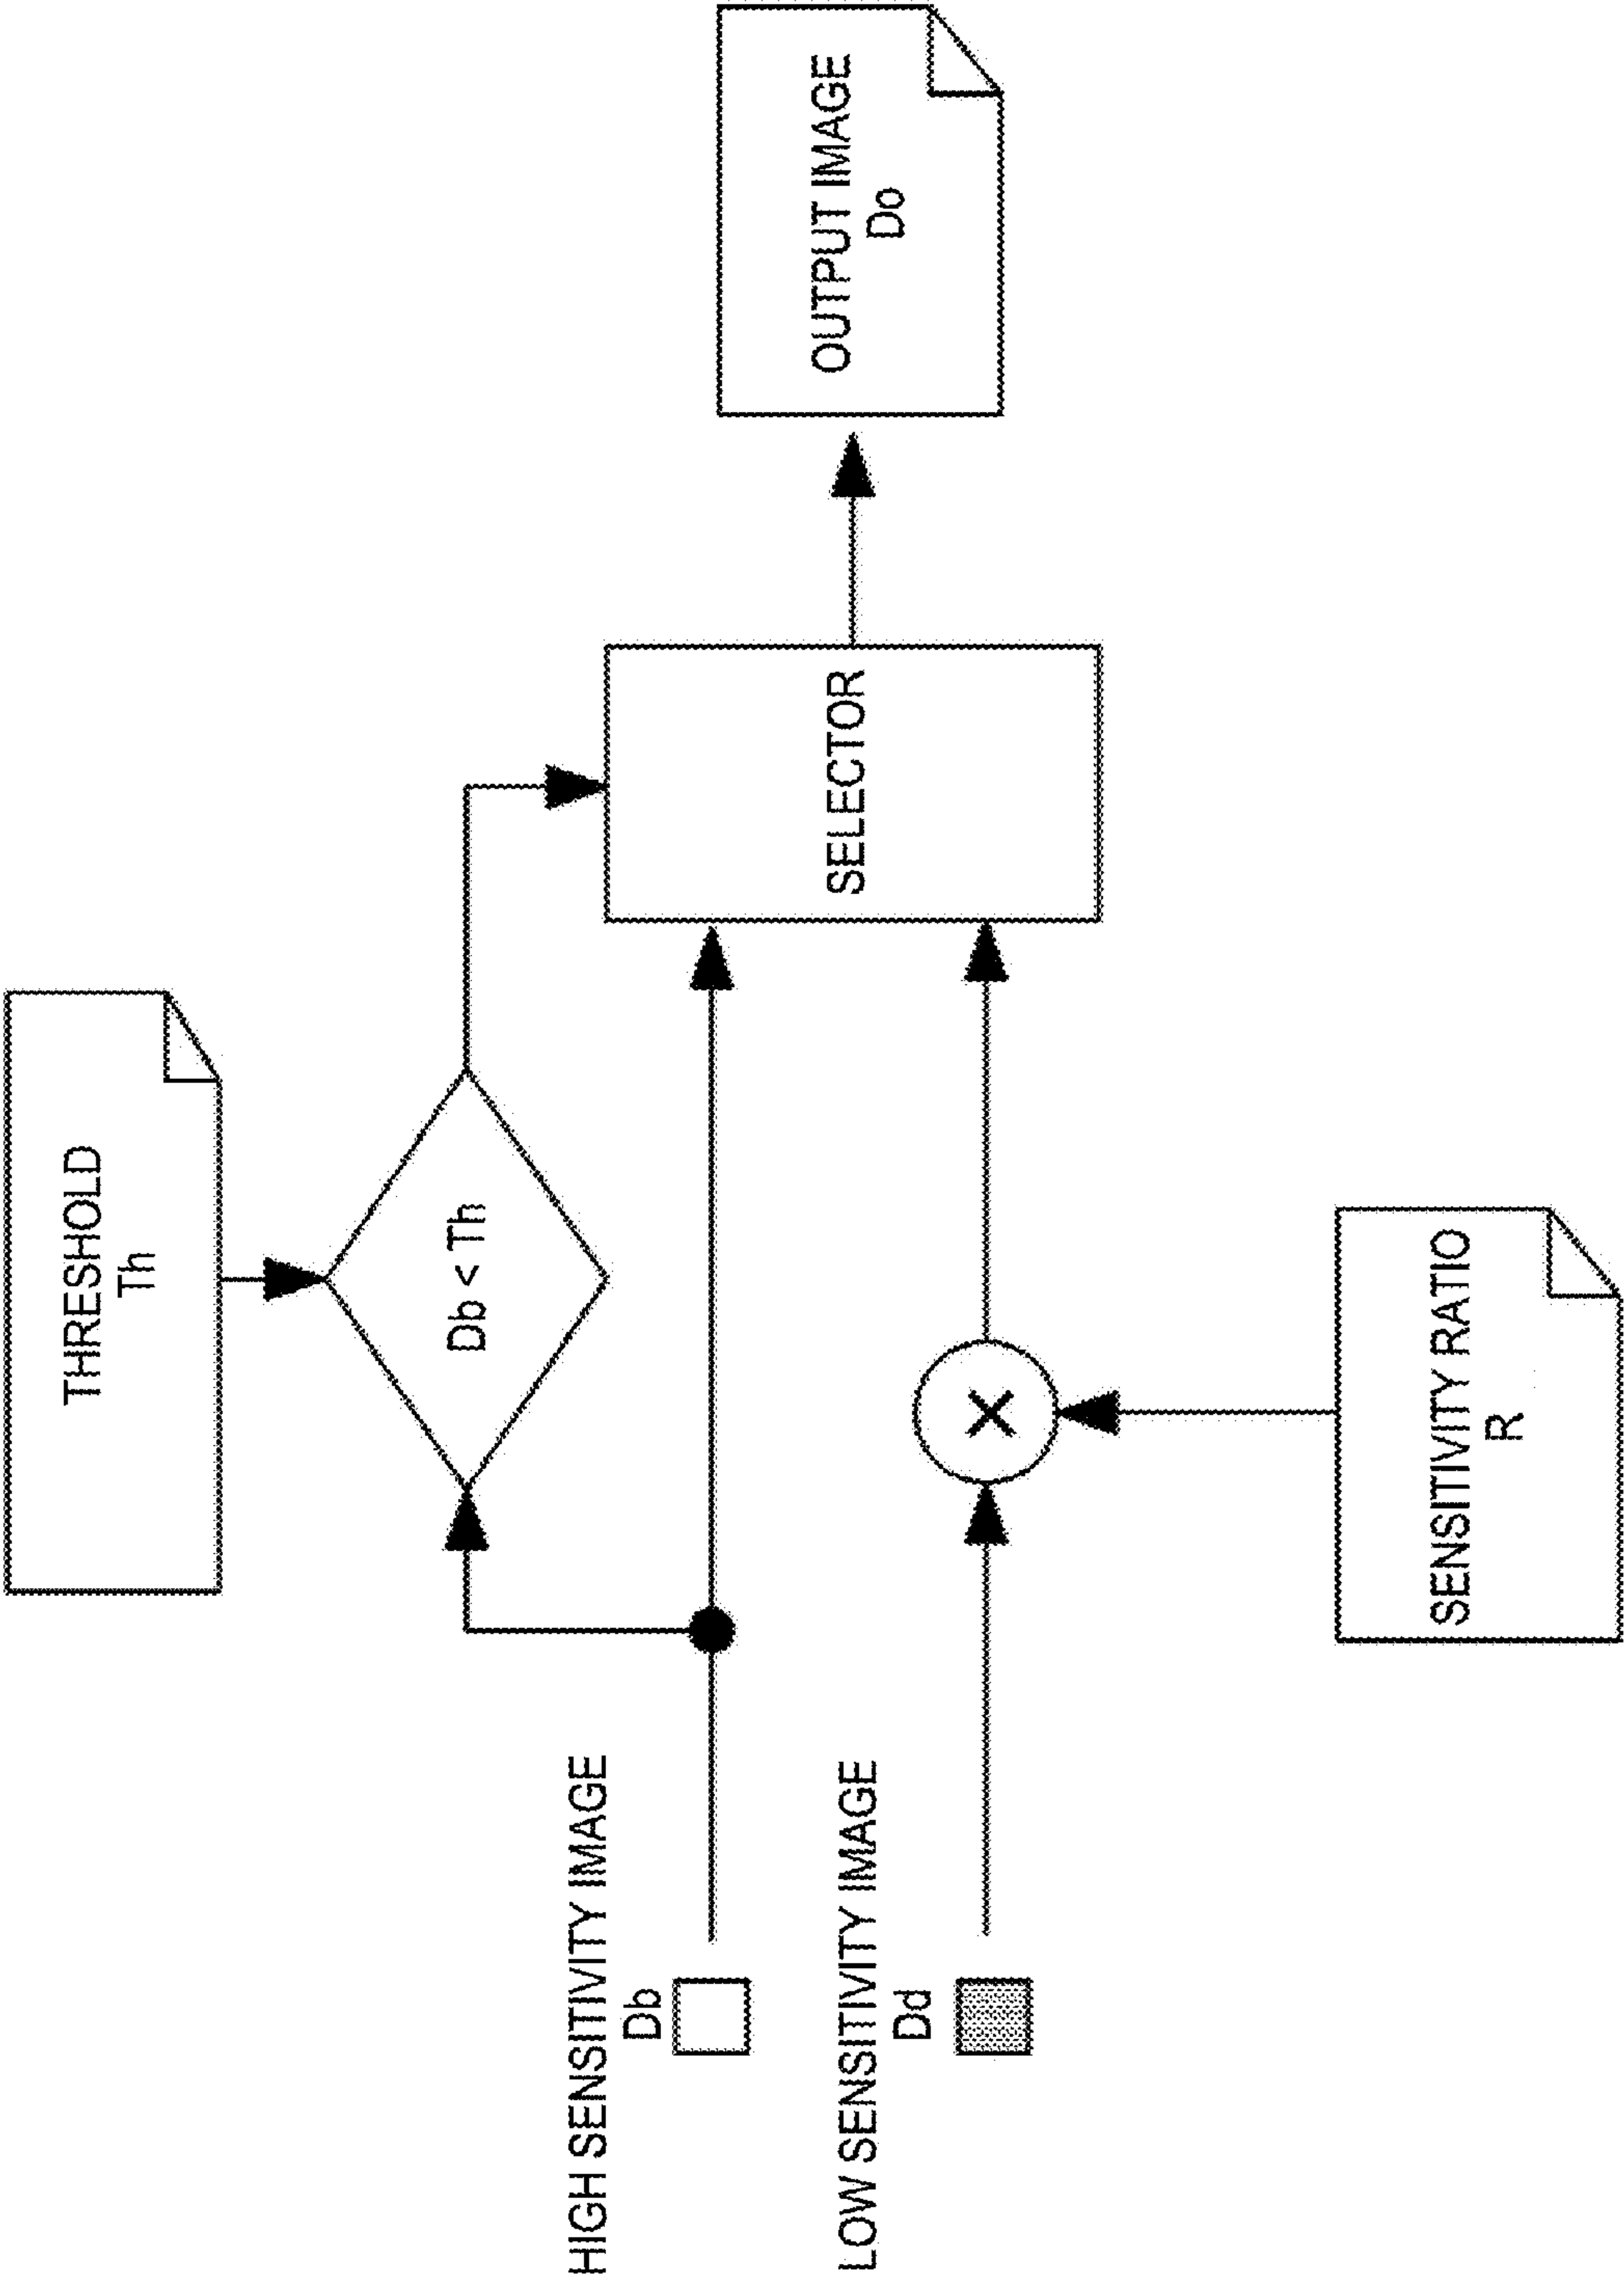 THRESHOLD
Th
Db < Th
HIGH SENSITIVITY IMAGE
Db
LOW SENSITIVITY IMAGE
Dd
×
SELECTOR
OUTPUT IMAGE
Do
SENSITIVITY RATIO
R